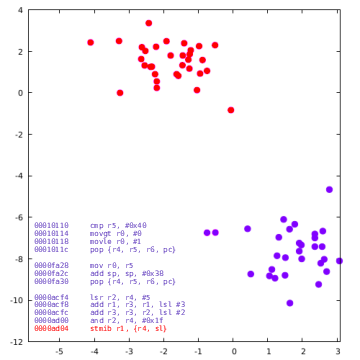 4
2
0
-2
-4
-6
-8
-10
-12
00010110 cmp r5, #0x40
00010114 movgt r0, #0
00010118 movle r0, #1
0001011c pop {r4, r5, r6, pc}
0000fa28 mov r0, r5
0000fa2c add sp, sp, #0x38
0000fa30 pop {r4, r5, r6, pc}
0000acf4 lsr r2, r4, #5
0000acf8 add r1, r3, r1, lsl #3
0000acfc add r3, r3, r2, lsl #2
0000ad00 and r2, r4, #0x1f
0000ad04 stmib r1, {r4, sl}
-5 -4 -3 -2 -1 0 1 2 3